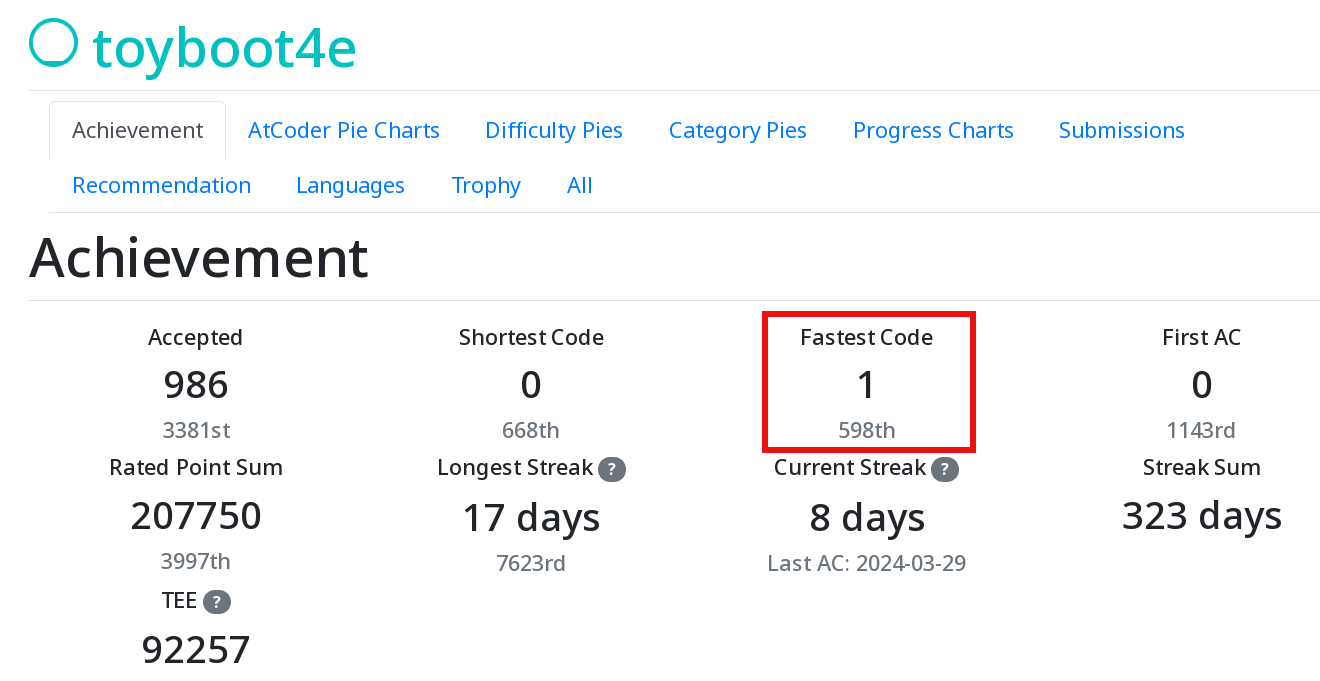 toyboot4e
Achievement AtCoder Pie Charts Difficulty Pies Category Pies Progress Charts Submissions
Recommendation Languages Trophy All
Achievement
Accepted Shortest Code Fastest Code First AC
986 0 1 0
3381st 668th 598th 1143rd
Rated Point Sum Longest Streak ? Current Streak ? Streak Sum
207750 17 days 8 days 323 days
3997th 7623rd Last AC: 2024-03-29
TEE ?
92257